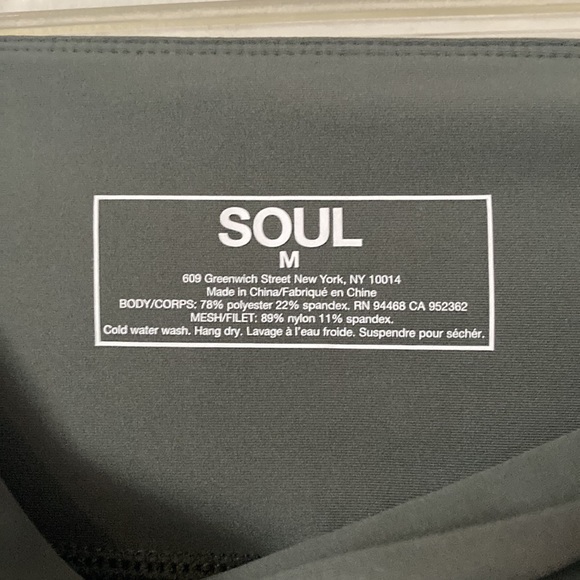 SOUL
M
609 Greenwich Street New York, NY 10014
Made in China/Fabriqué en Chine
BODY/CORPS: 78% polyester 22% spandex. RN 94468 CA 952362
MESH/FILET: 89% nylon 11% spandex.
Cold water wash. Hang dry. Lavage à l'eau froide. Suspendre pour séchér.